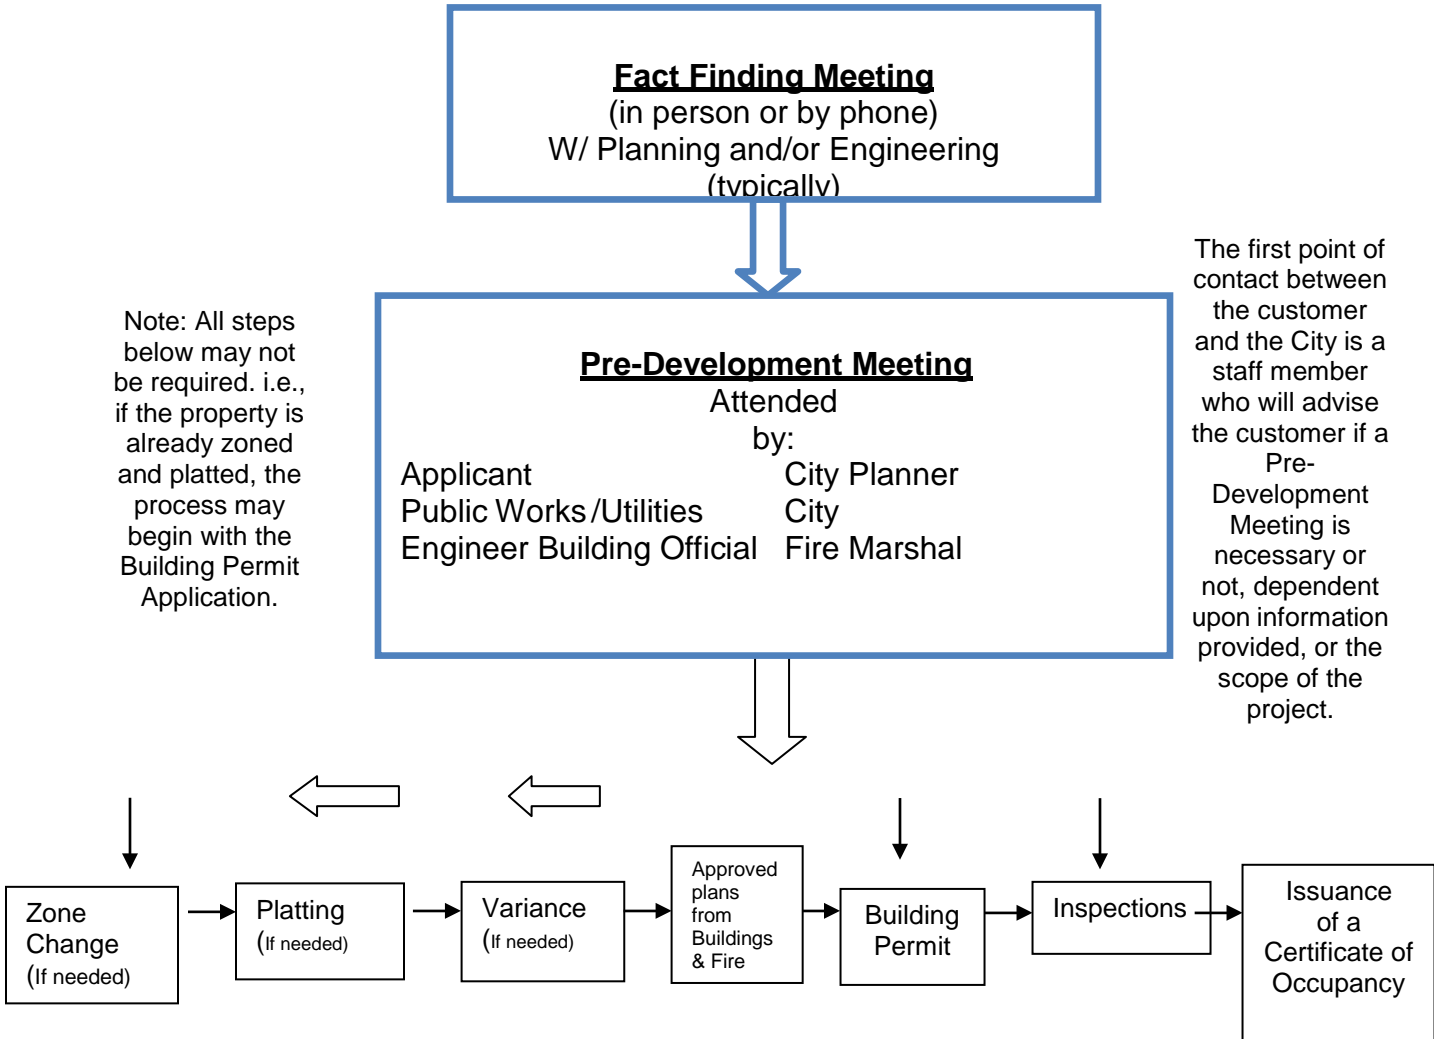 Fact Finding Meeting
(in person or by phone)
W/ Planning and/or Engineering
(typically)
Note: All steps
below may not
be required. i.e.,
if the property is
already zoned
and platted, the
process may
begin with the
Building Permit
Application.
Pre-Development Meeting
Attended
by:
Applicant City Planner
Public Works /Utilities City
Engineer Building Official Fire Marshal
The first point of
contact between
the customer
and the City is a
staff member
who will advise
the customer if a
Pre-
Development
Meeting is
necessary or
not, dependent
upon information
provided, or the
scope of the
project.
Zone
Change
(If needed)
Platting
(If needed)
Variance
(If needed)
Approved
plans
from
Buildings
& Fire
Building
Permit
Inspections
Issuance
of a
Certificate of
Occupancy